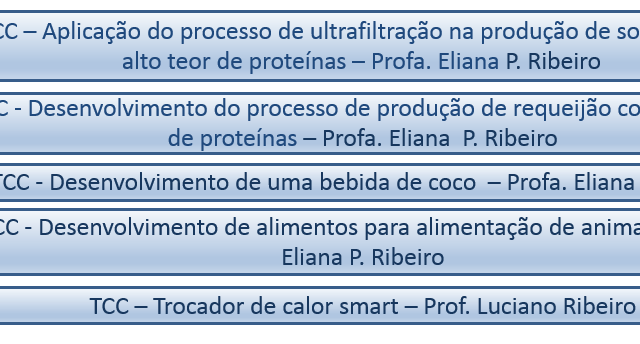 CC – Aplicação do processo de ultrafiltração na produção de so
alto teor de proteínas – Profa. Eliana P. Ribeiro
C - Desenvolvimento do processo de produção de requeijão co
de proteínas – Profa. Eliana P. Ribeiro
TCC - Desenvolvimento de uma bebida de coco – Profa. Eliana
CC - Desenvolvimento de alimentos para alimentação de anima
Eliana P. Ribeiro
TCC – Trocador de calor smart – Prof. Luciano Ribeiro